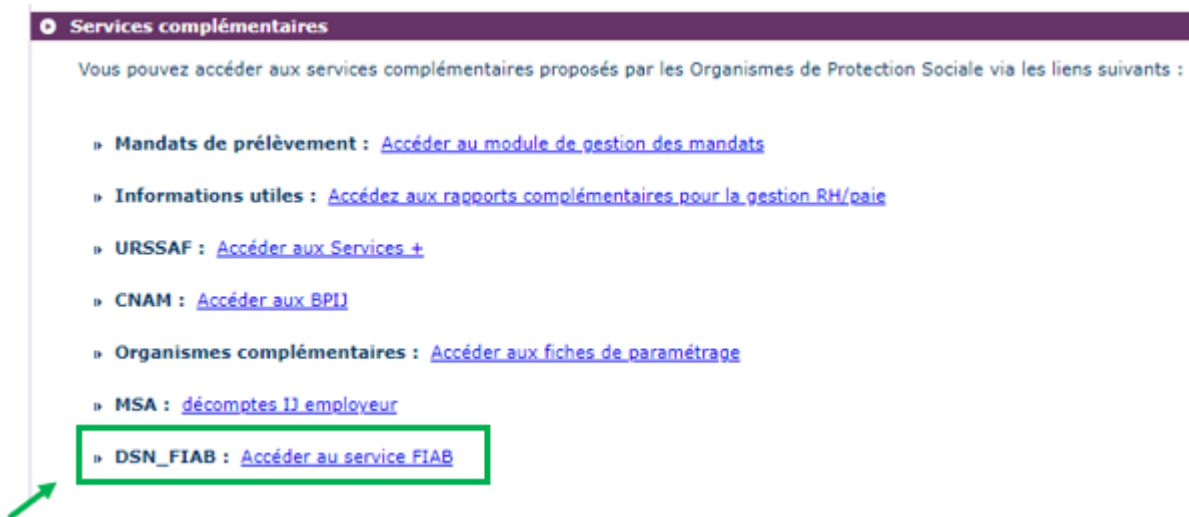 Services complémentaires
Vous pouvez accéder aux services complémentaires proposés par les Organismes de Protection Sociale via les liens suivants :
» Mandats de prélèvement : Accéder au module de gestion des mandats
» Informations utiles : Accédez aux rapports complémentaires pour la gestion RH/paie
» URSSAF : Accéder aux Services +
» CNAM : Accéder aux BPIJ
» Organismes complémentaires : Accéder aux fiches de paramétrage
» MSA : décomptes IJ employeur
» DSN_FIAB : Accéder au service FIAB